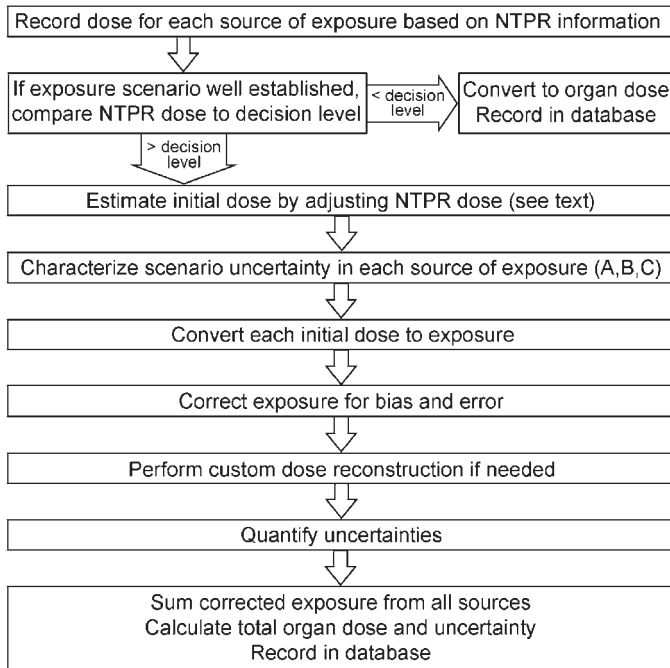 Record dose for each source of exposure based on NTPR information
If exposure scenario well established,
compare NTPR dose to decision level
< decision
level
Convert to organ dose
Record in database
> decision
level
Estimate initial dose by adjusting NTPR dose (see text)
Characterize scenario uncertainty in each source of exposure (A,B,C)
Convert each initial dose to exposure
Correct exposure for bias and error
Perform custom dose reconstruction if needed
Quantify uncertainties
Sum corrected exposure from all sources
Calculate total organ dose and uncertainty
Record in database